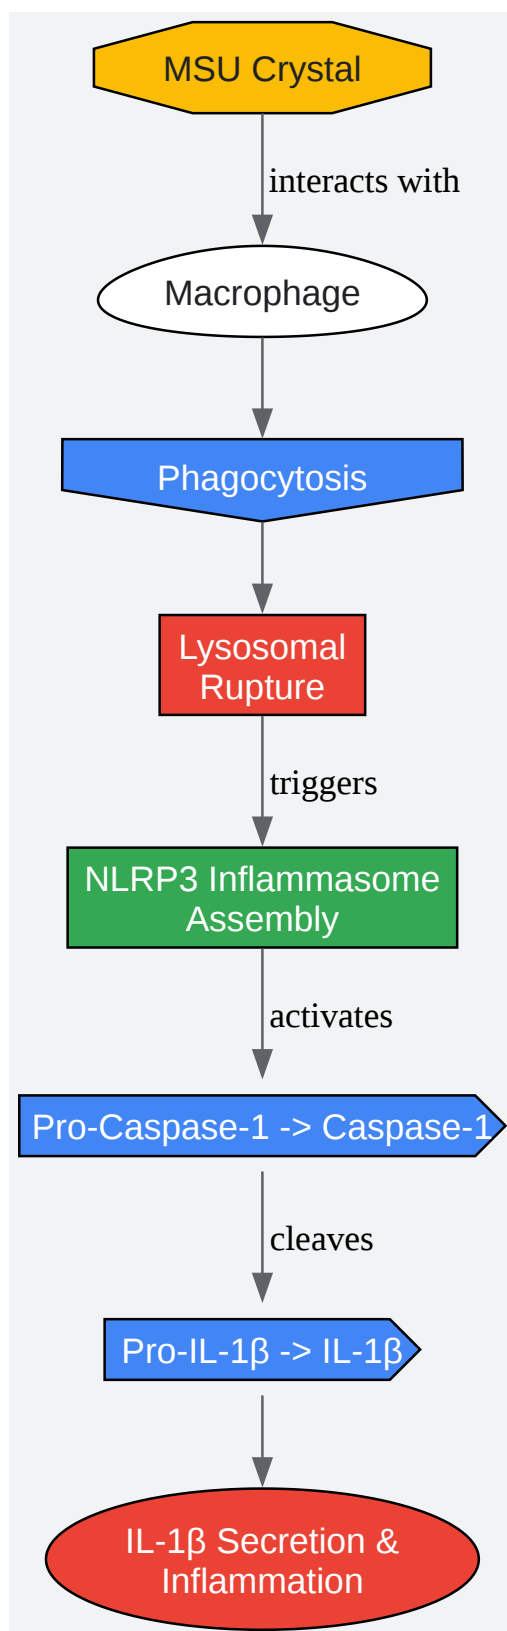 MSU Crystal
interacts with
Macrophage
Phagocytosis
Lysosomal
Rupture
triggers
NLRP3 Inflammasome
Assembly
activates
Pro-Caspase-1 -> Caspase-1
cleaves
Pro-IL-1β -> IL-1β
IL-1β Secretion &
Inflammation